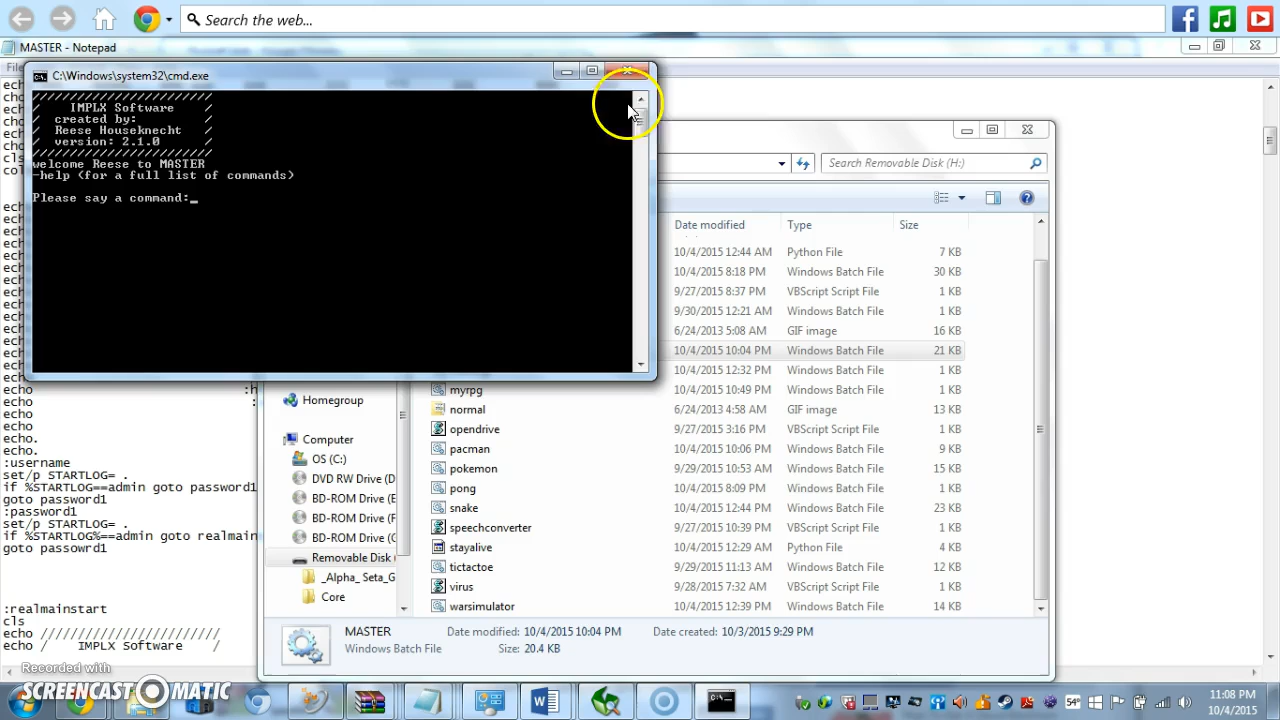 Search the web...
MASTER - Notepad
C:\Windows\system32\cmd.exe
/////////////////////////
/ IMPLX Software /
/ created by: /
/ Reese Houseknecht /
/ version: 2.1.0 /
/////////////////////////
welcome Reese to MASTER
-help (for a full list of commands)
Please say a command:_
Search Removable Disk (H:)
Date modified Type Size
10/4/2015 12:44 AM Python File 7 KB
10/4/2015 8:18 PM Windows Batch File 30 KB
9/27/2015 8:37 PM VBScript Script File 1 KB
9/30/2015 12:21 AM Windows Batch File 1 KB
6/24/2013 5:08 AM GIF image 16 KB
10/4/2015 10:04 PM Windows Batch File 21 KB
10/4/2015 12:32 PM Windows Batch File 1 KB
myrpg 10/4/2015 10:49 PM Windows Batch File 1 KB
normal 6/24/2013 4:58 AM GIF image 13 KB
opendrive 9/27/2015 3:16 PM VBScript Script File 1 KB
pacman 10/4/2015 10:06 PM Windows Batch File 9 KB
pokemon 9/29/2015 10:53 AM Windows Batch File 15 KB
pong 10/4/2015 8:09 PM Windows Batch File 1 KB
snake 10/4/2015 12:44 PM Windows Batch File 23 KB
speechconverter 9/27/2015 10:39 PM VBScript Script File 1 KB
stayalive 10/4/2015 12:29 AM Python File 4 KB
tictactoe 9/29/2015 11:13 AM Windows Batch File 12 KB
virus 9/28/2015 7:32 AM VBScript Script File 1 KB
warsimulator 10/4/2015 12:39 PM Windows Batch File 14 KB
Homegroup
Computer
OS (C:)
DVD RW Drive (D
BD-ROM Drive (E
BD-ROM Drive (F
BD-ROM Drive (
Removable Disk (
_Alpha_ Seta_G
Core
MASTER Date modified: 10/4/2015 10:04 PM Date created: 10/3/2015 9:29 PM
Windows Batch File Size: 20.4 KB
echo :h
echo :
echo
echo
echo.
echo.
:username
set/p STARTLOG= .
if %STARTLOG==admin goto password1
goto password1
:password1
set/p STARTLOG= .
if %STARTLOG%==admin goto realmain
goto passowrd1
:realmainstart
cls
echo /////////////////////////
echo / IMPLX Software /
Recorded with
SCREENCAST MATIC
54°
11:08 PM
10/4/2015